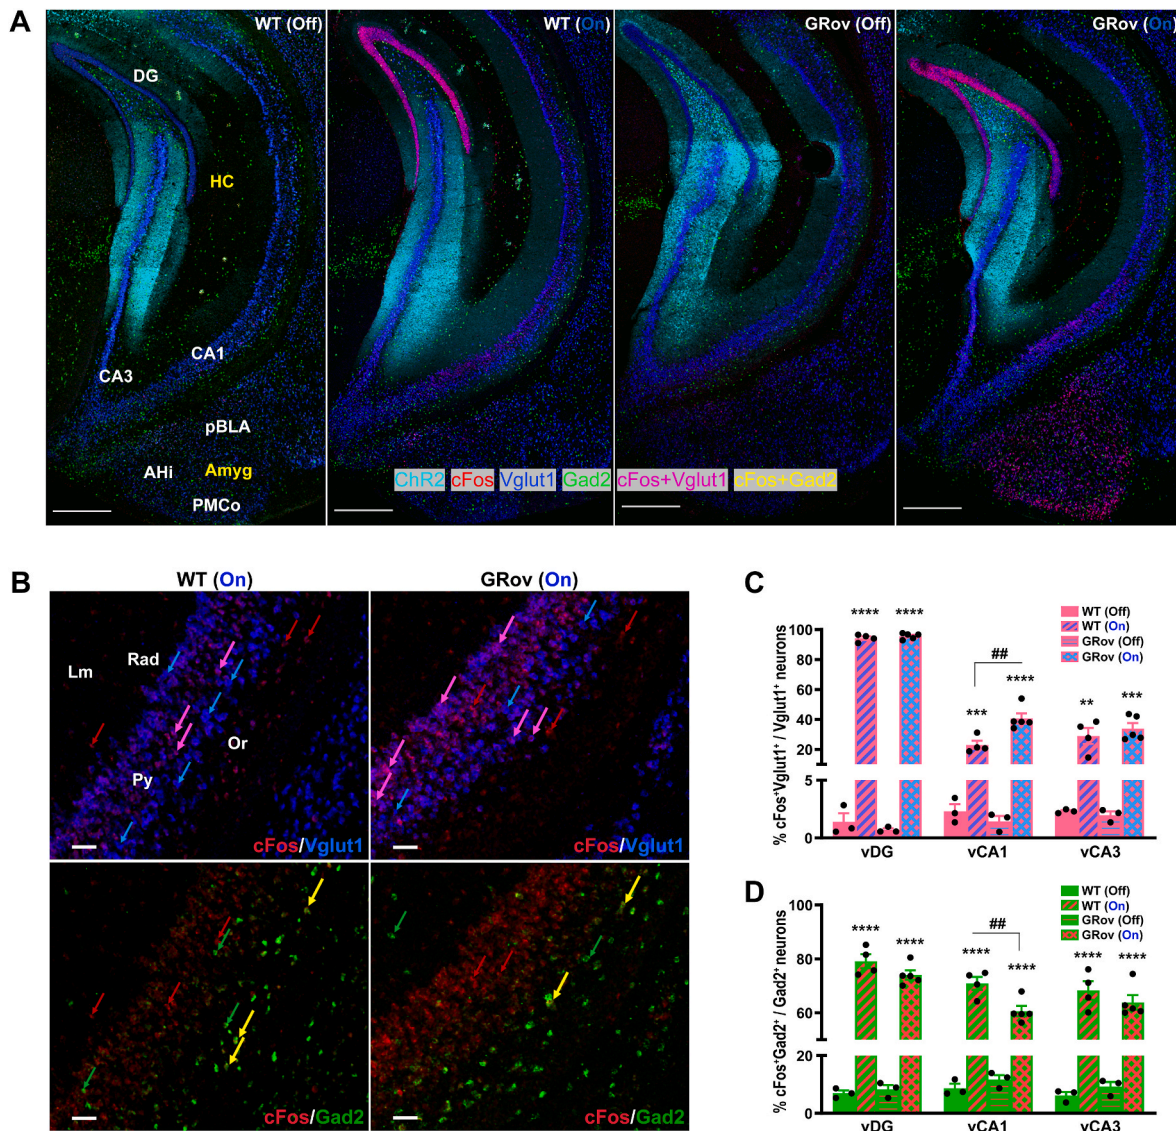 A
WT (Off)
WT (On)
GRov (Off)
GRov (On)
DG
HC
CA1
CA3
pBLA
AHi
Amyg
PMCo
ChR2 cFos Vglut1 Gad2 cFos+Vglut1 cFos+Gad2
B
WT (On)
GRov (On)
Lm
Rad
Or
Py
cFos/Vglut1
cFos/Vglut1
cFos/Gad2
cFos/Gad2
C
WT (Off)
WT (On)
GRov (Off)
GRov (On)
% cFos+Vglut1+ / Vglut1+ neurons
100
80
60
40
20
5
0
**** ****
***
##
****
**
***
vDG vCA1 vCA3
D
WT (Off)
WT (On)
GRov (Off)
GRov (On)
% cFos+Gad2+ / Gad2+ neurons
100
80
60
20
10
0
****
****
****
##
****
****
****
vDG vCA1 vCA3